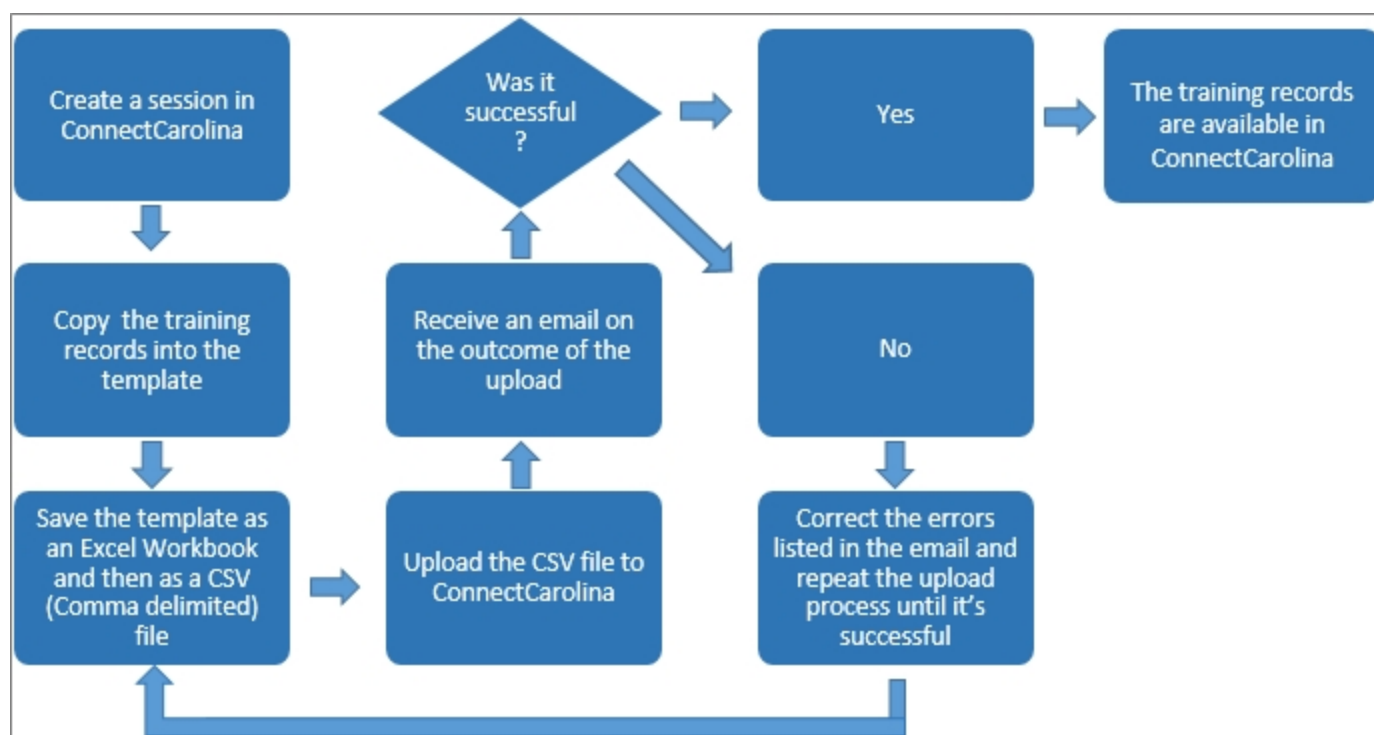 Create a session in
ConnectCarolina
Copy the training
records into the
template
Save the template as
an Excel Workbook
and then as a CSV
(Comma delimited)
file
Upload the CSV file to
ConnectCarolina
Receive an email on
the outcome of the
upload
Was it
successful
?
Yes
The training records
are available in
ConnectCarolina
No
Correct the errors
listed in the email and
repeat the upload
process until it’s
successful